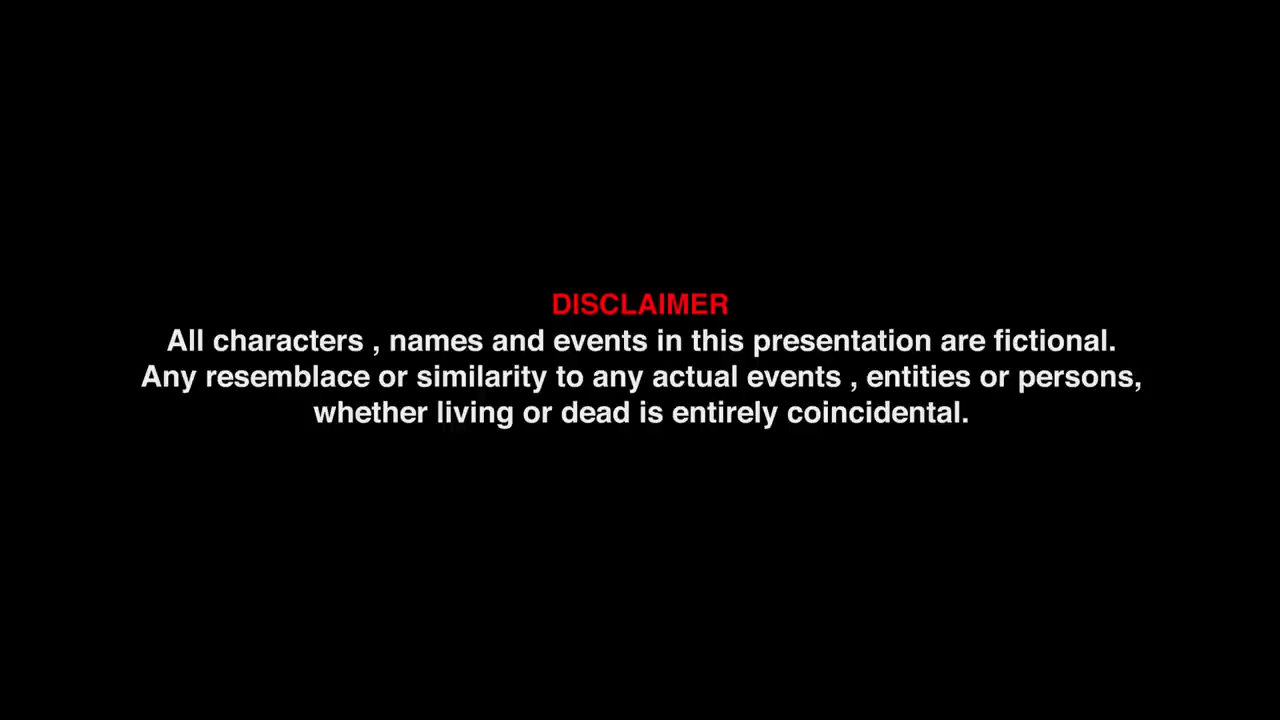 DISCLAIMER
All characters , names and events in this presentation are fictional.
Any resemblace or similarity to any actual events , entities or persons,
whether living or dead is entirely coincidental.